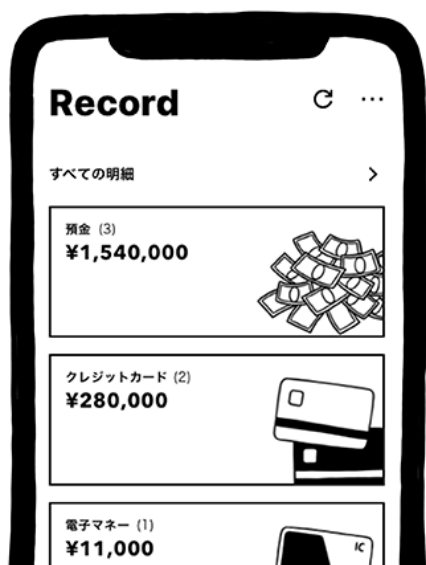 Record
すべての明細
預金 (3)
¥1,540,000
クレジットカード (2)
¥280,000
電子マネー (1)
¥11,000
IC